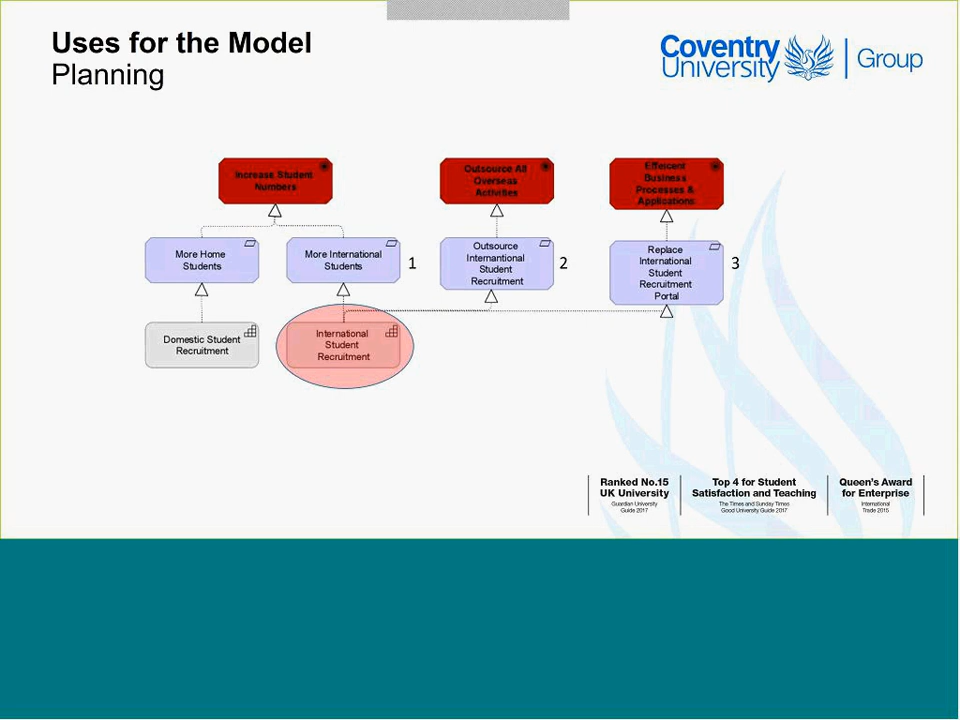 Uses for the Model
Planning
Coventry
University
Group
Increase Student
Numbers
Outsource All
Overseas
Activities
Effescent
Business
Processes &
Applications
More Home
Students
More International
Students
1
Outsource
Internantional
Student
Recruitment
2
Replace
International
Student
Recruitment
Portal
3
Domestic Student
Recruitment
International
Student
Recruitment
Ranked No.15
UK University
Guardian University
Guide 2017
Top 4 for Student
Satisfaction and Teaching
The Times and Sunday Times
Good University Guide 2017
Queen's Award
for Enterprise
International
Trade 2015